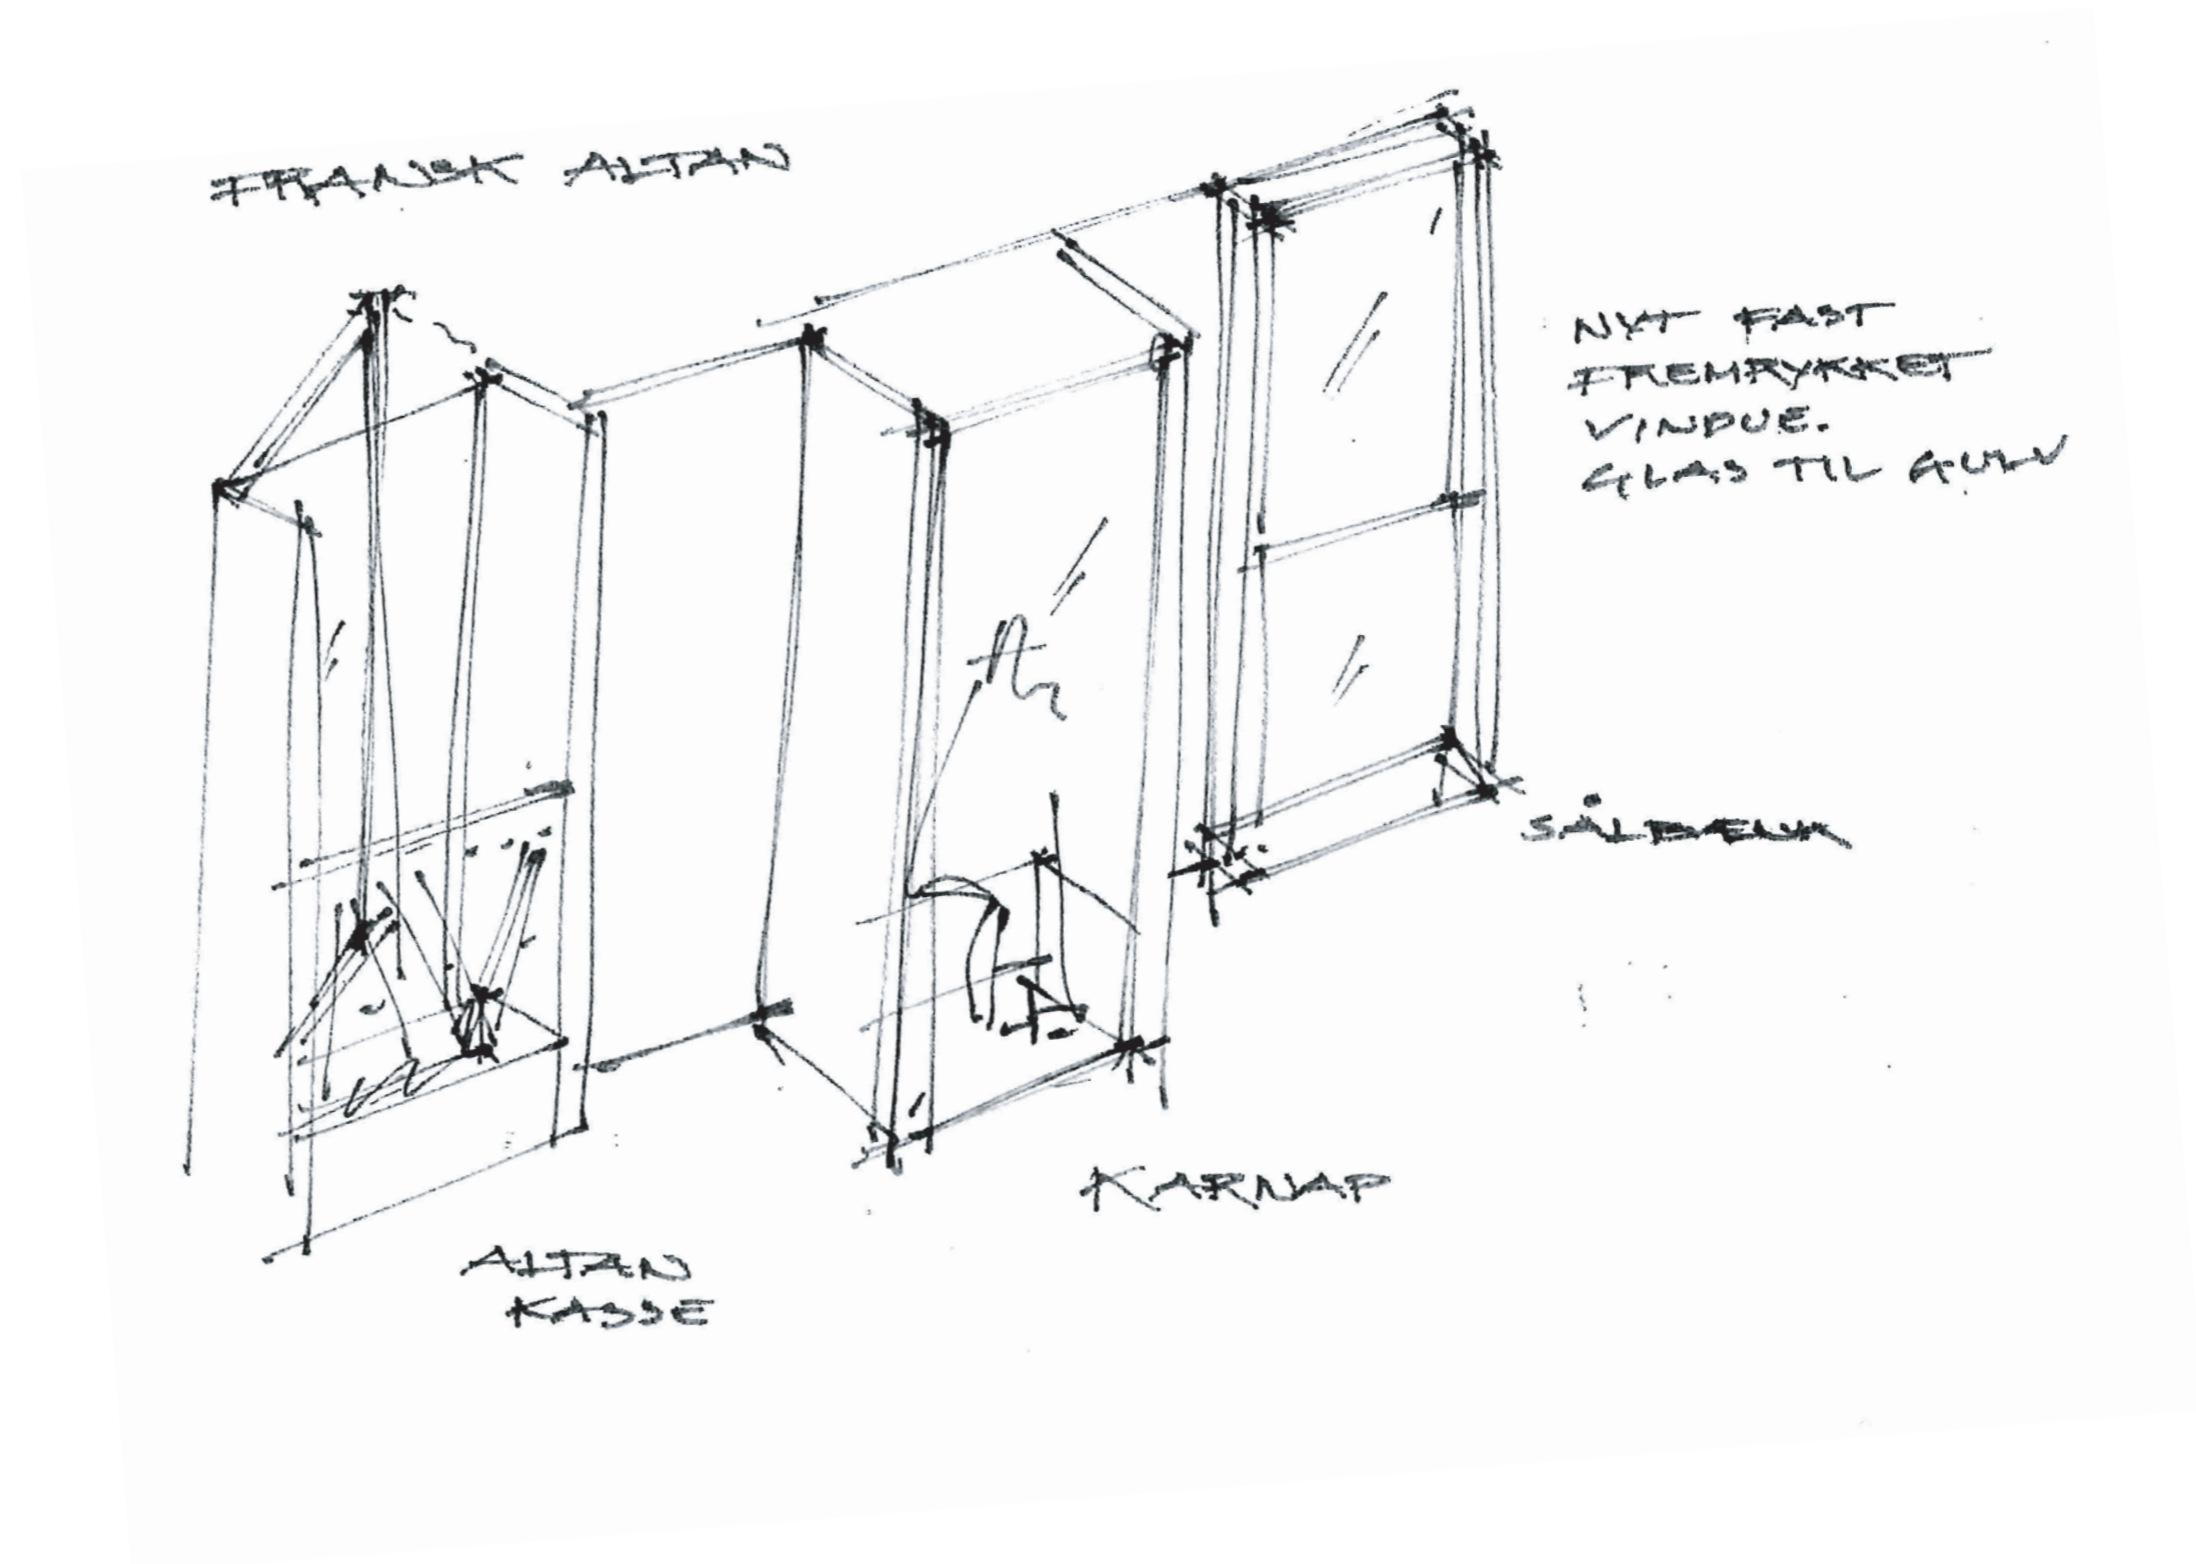 FRANSK ALTAN
NYT FAST
FREMRYKKET
VINDUE.
GLAS TIL GULV
SÅLBÆNK
KARNAP
ALTAN
KASSE